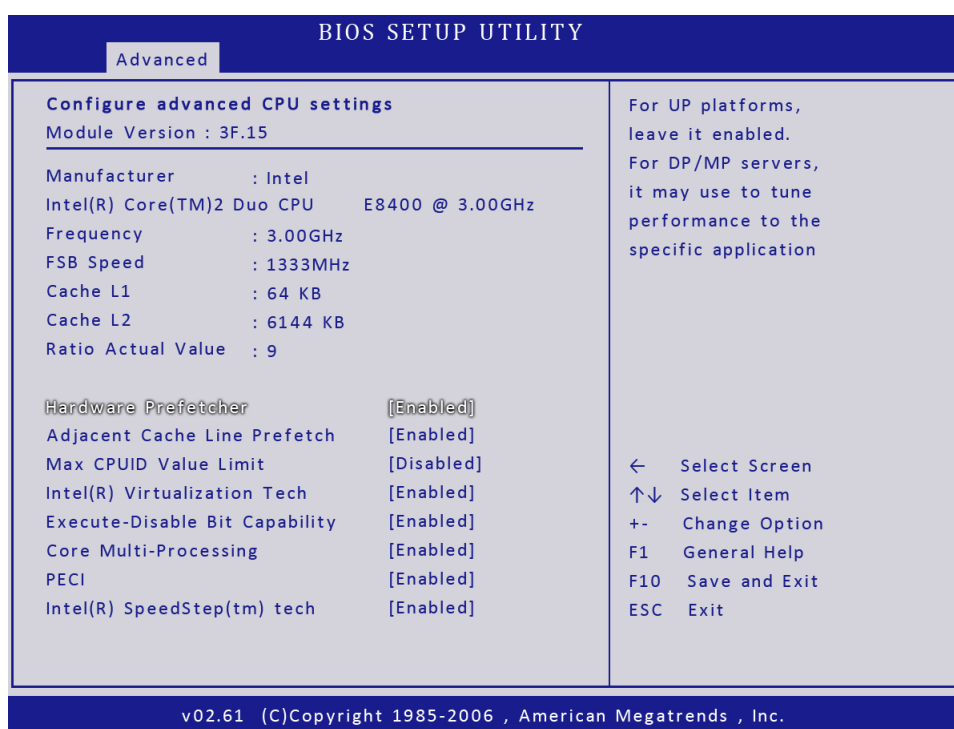 BIOS SETUP UTILITY
Advanced
Configure advanced CPU settings
Module Version : 3F.15
Manufacturer : Intel
Intel(R) Core(TM)2 Duo CPU E8400 @ 3.00GHz
Frequency : 3.00GHz
FSB Speed : 1333MHz
Cache L1 : 64 KB
Cache L2 : 6144 KB
Ratio Actual Value : 9
Hardware Prefetcher [Enabled]
Adjacent Cache Line Prefetch [Enabled]
Max CPUID Value Limit [Disabled]
Intel(R) Virtualization Tech [Enabled]
Execute-Disable Bit Capability [Enabled]
Core Multi-Processing [Enabled]
PECI [Enabled]
Intel(R) SpeedStep(tm) tech [Enabled]
For UP platforms,
leave it enabled.
For DP/MP servers,
it may use to tune
performance to the
specific application
← Select Screen
↑↓ Select Item
+- Change Option
F1 General Help
F10 Save and Exit
ESC Exit
v02.61 (C)Copyright 1985-2006 , American Megatrends , Inc.